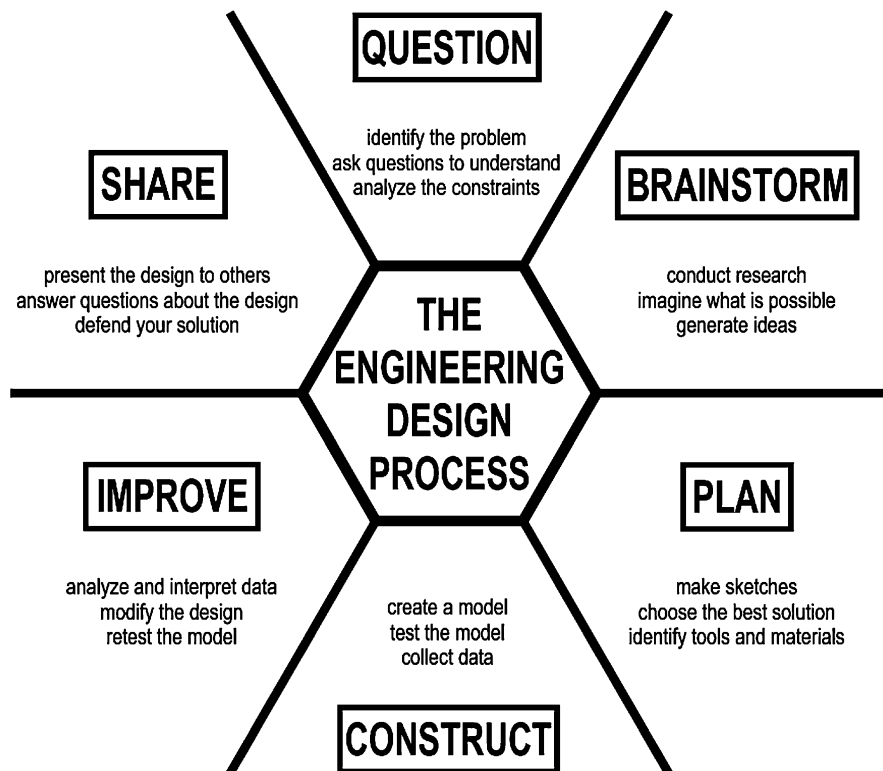 THE
ENGINEERING
DESIGN
PROCESS
QUESTION
identify the problem
ask questions to understand
analyze the constraints
BRAINSTORM
conduct research
imagine what is possible
generate ideas
PLAN
make sketches
choose the best solution
identify tools and materials
CONSTRUCT
create a model
test the model
collect data
IMPROVE
analyze and interpret data
modify the design
retest the model
SHARE
present the design to others
answer questions about the design
defend your solution